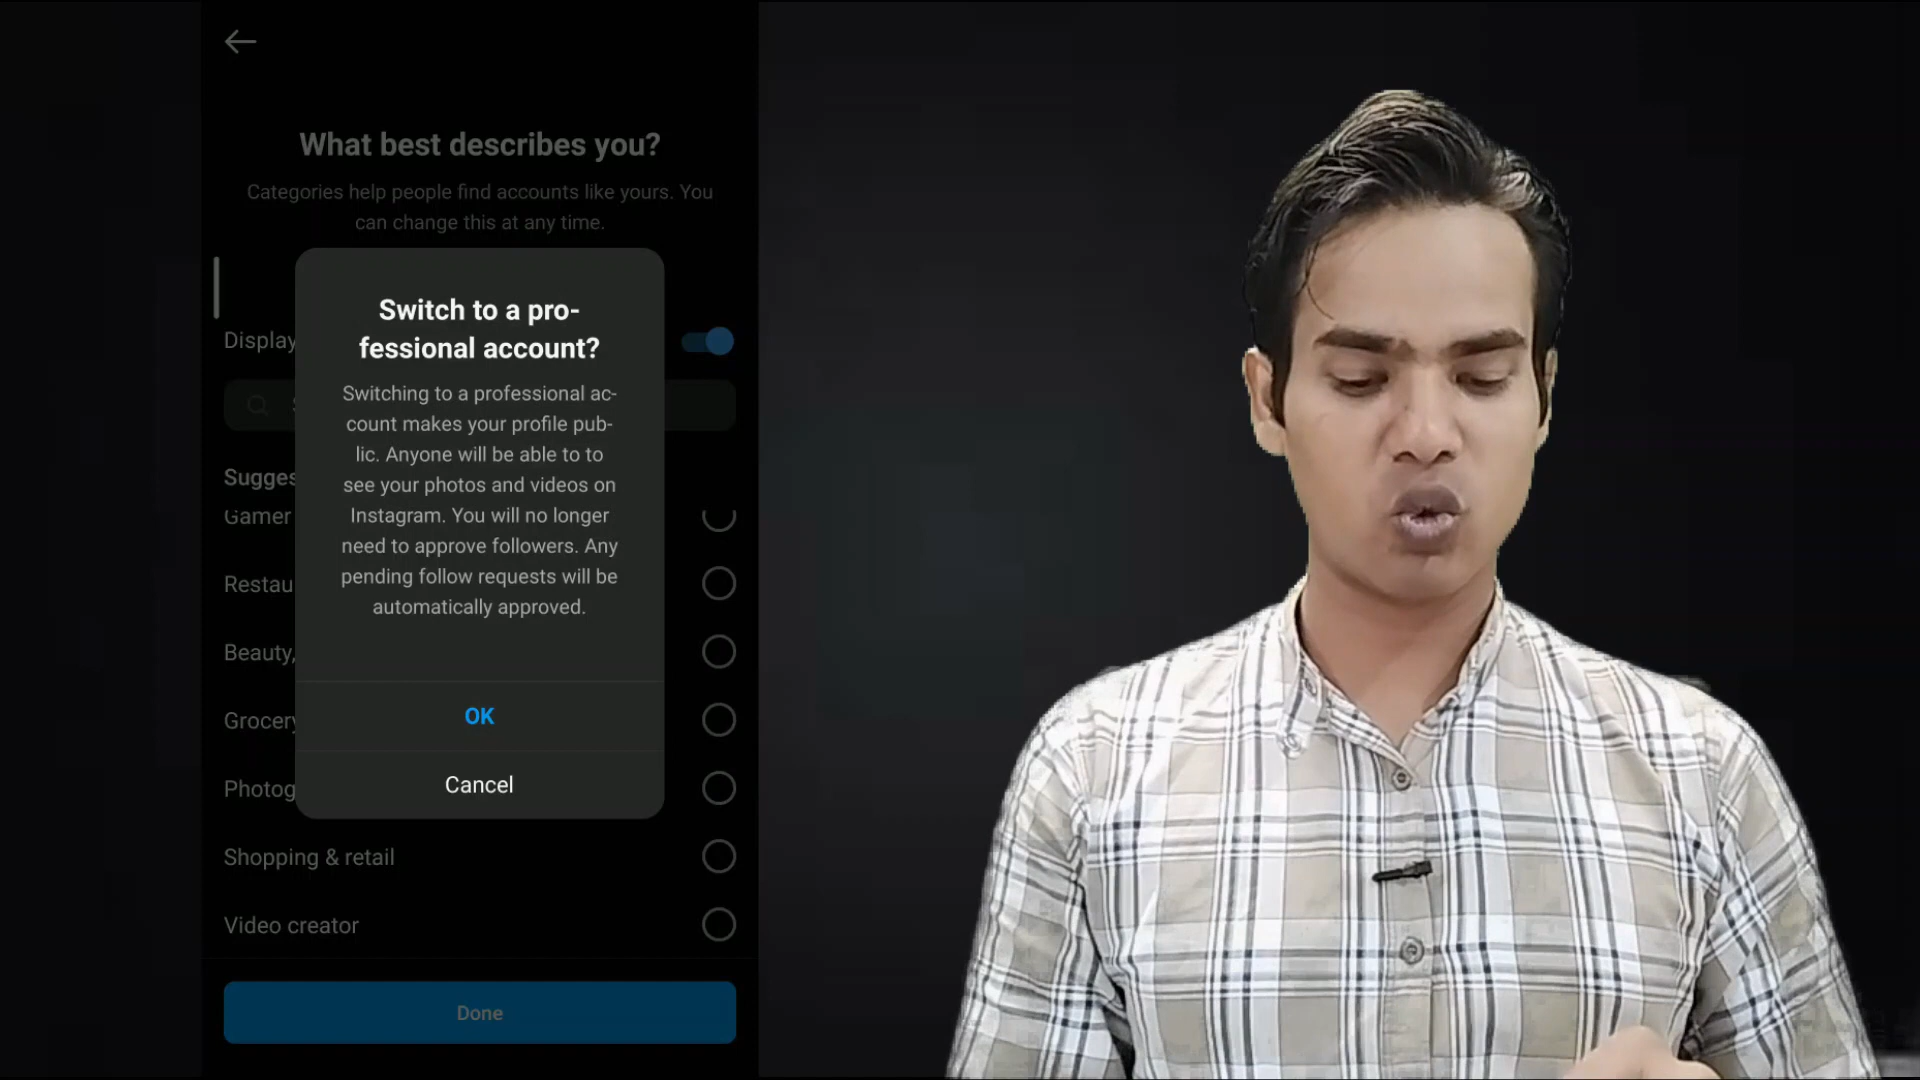 What best describes you?
Categories help people find accounts like yours. You
can change this at any time.
Switch to a pro-
fessional account?
Display
Switching to a professional ac-
count makes your profile pub-
lic. Anyone will be able to to
see your photos and videos on
Instagram. You will no longer
need to approve followers. Any
pending follow requests will be
automatically approved.
OK
Cancel
Sugges
Gamer
Restau
Beauty,
Grocery
Photog
Shopping & retail
Video creator
Done